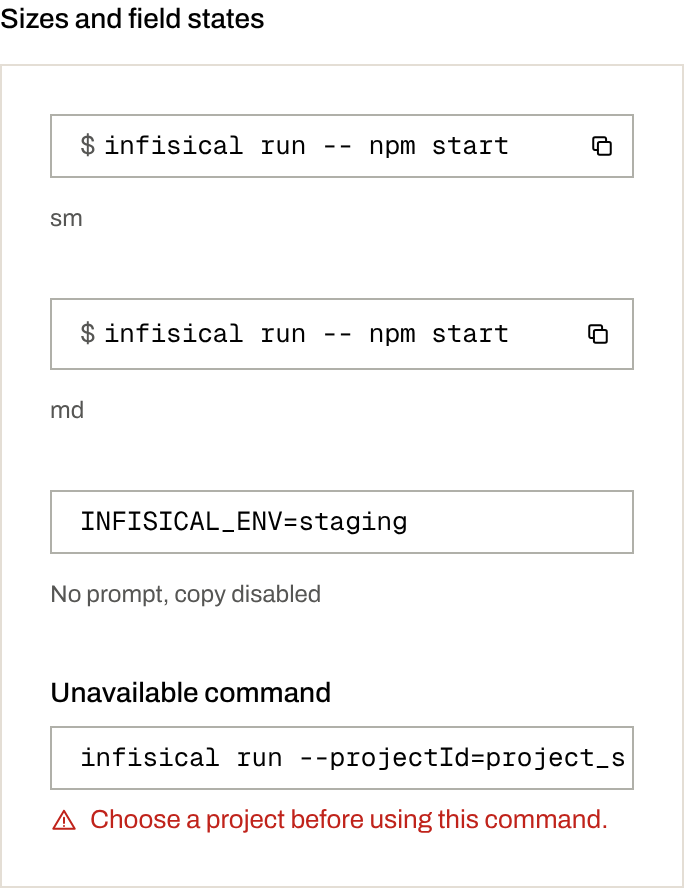 Sizes and field states
$ infisical run -- npm start
sm
$ infisical run -- npm start
md
INFISICAL_ENV=staging
No prompt, copy disabled
Unavailable command
infisical run --projectId=project_s
Choose a project before using this command.